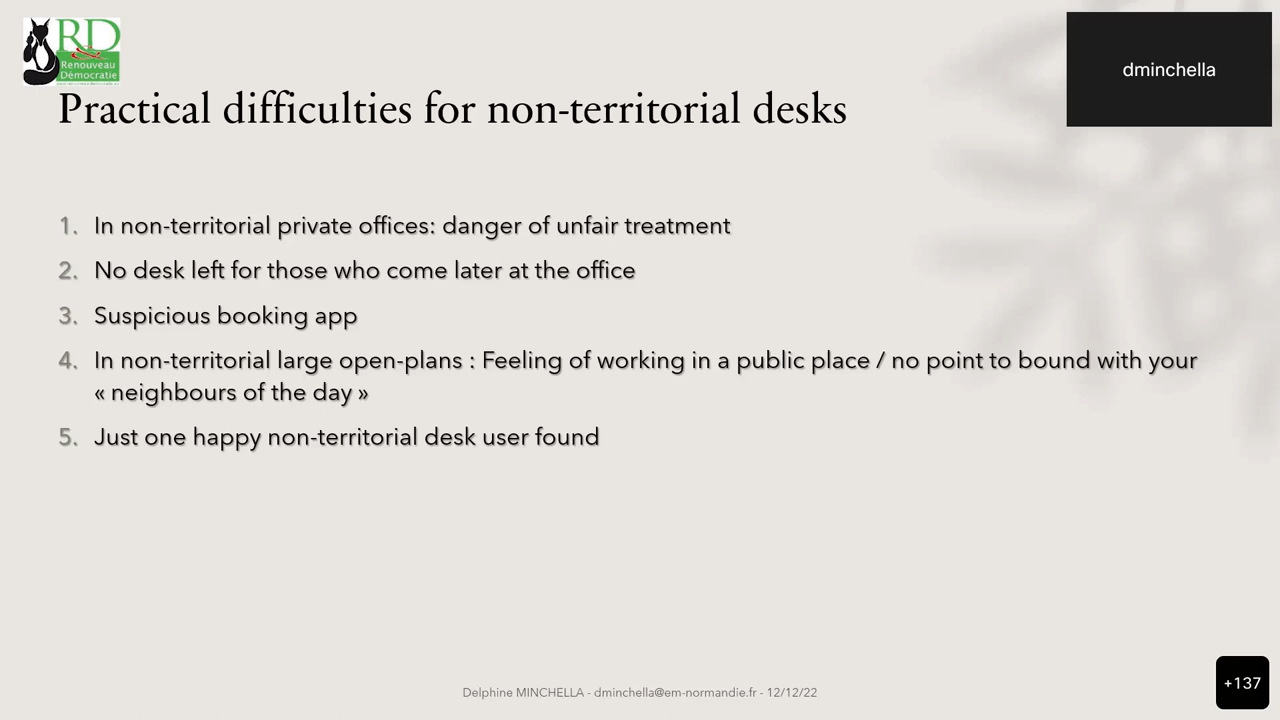 RD
Renouveau
Démocratie
dminchella
Practical difficulties for non-territorial desks
1. In non-territorial private offices: danger of unfair treatment
2. No desk left for those who come later at the office
3. Suspicious booking app
4. In non-territorial large open-plans : Feeling of working in a public place / no point to bound with your
« neighbours of the day »
5. Just one happy non-territorial desk user found
Delphine MINCHELLA - dminchella@em-normandie.fr - 12/12/22
+137